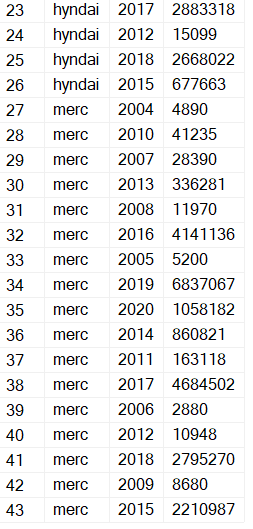 23 hyndai 2017 2883318
24 hyndai 2012 15099
25 hyndai 2018 2668022
26 hyndai 2015 677663
27 merc 2004 4890
28 merc 2010 41235
29 merc 2007 28390
30 merc 2013 336281
31 merc 2008 11970
32 merc 2016 4141136
33 merc 2005 5200
34 merc 2019 6837067
35 merc 2020 1058182
36 merc 2014 860821
37 merc 2011 163118
38 merc 2017 4684502
39 merc 2006 2880
40 merc 2012 10948
41 merc 2018 2795270
42 merc 2009 8680
43 merc 2015 2210987